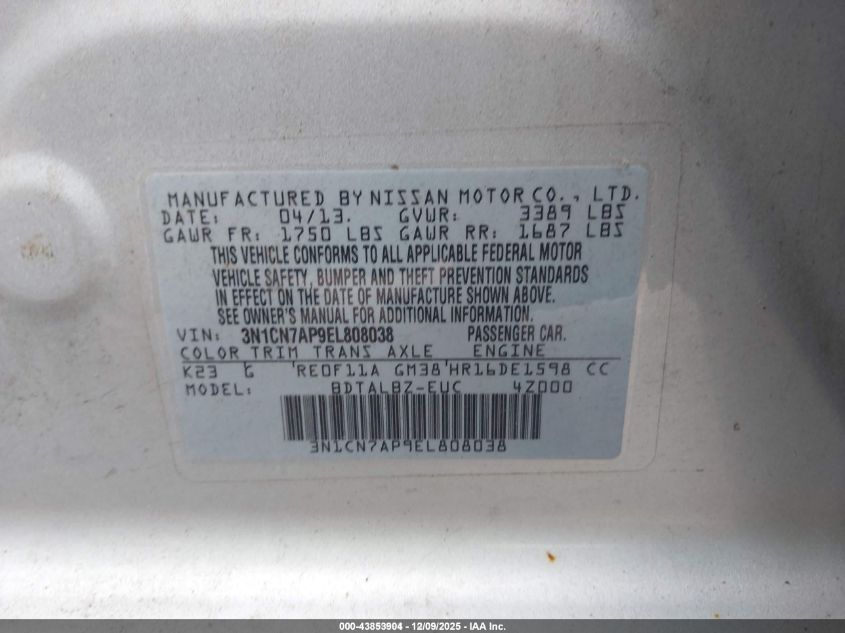 MANUFACTURED BY NISSAN MOTOR CO., LTD.
DATE: 04/13. GVWR: 3389 LBS
GAWR FR: 1750 LBS GAWR RR: 1687 LBS
THIS VEHICLE CONFORMS TO ALL APPLICABLE FEDERAL MOTOR
VEHICLE SAFETY, BUMPER AND THEFT PREVENTION STANDARDS
IN EFFECT ON THE DATE OF MANUFACTURE SHOWN ABOVE.
SEE OWNER'S MANUAL FOR ADDITIONAL INFORMATION.
VIN: 3N1CN7AP9EL808038 PASSENGER CAR.
COLOR TRIM TRANS AXLE ENGINE
K23 G RE0F11A GM38 HR16DE1598 CC
MODEL: BDTALBZ-EUC 4Z000
3N1CN7AP9EL808038
000-43853904 - 12/09/2025 - IAA Inc.